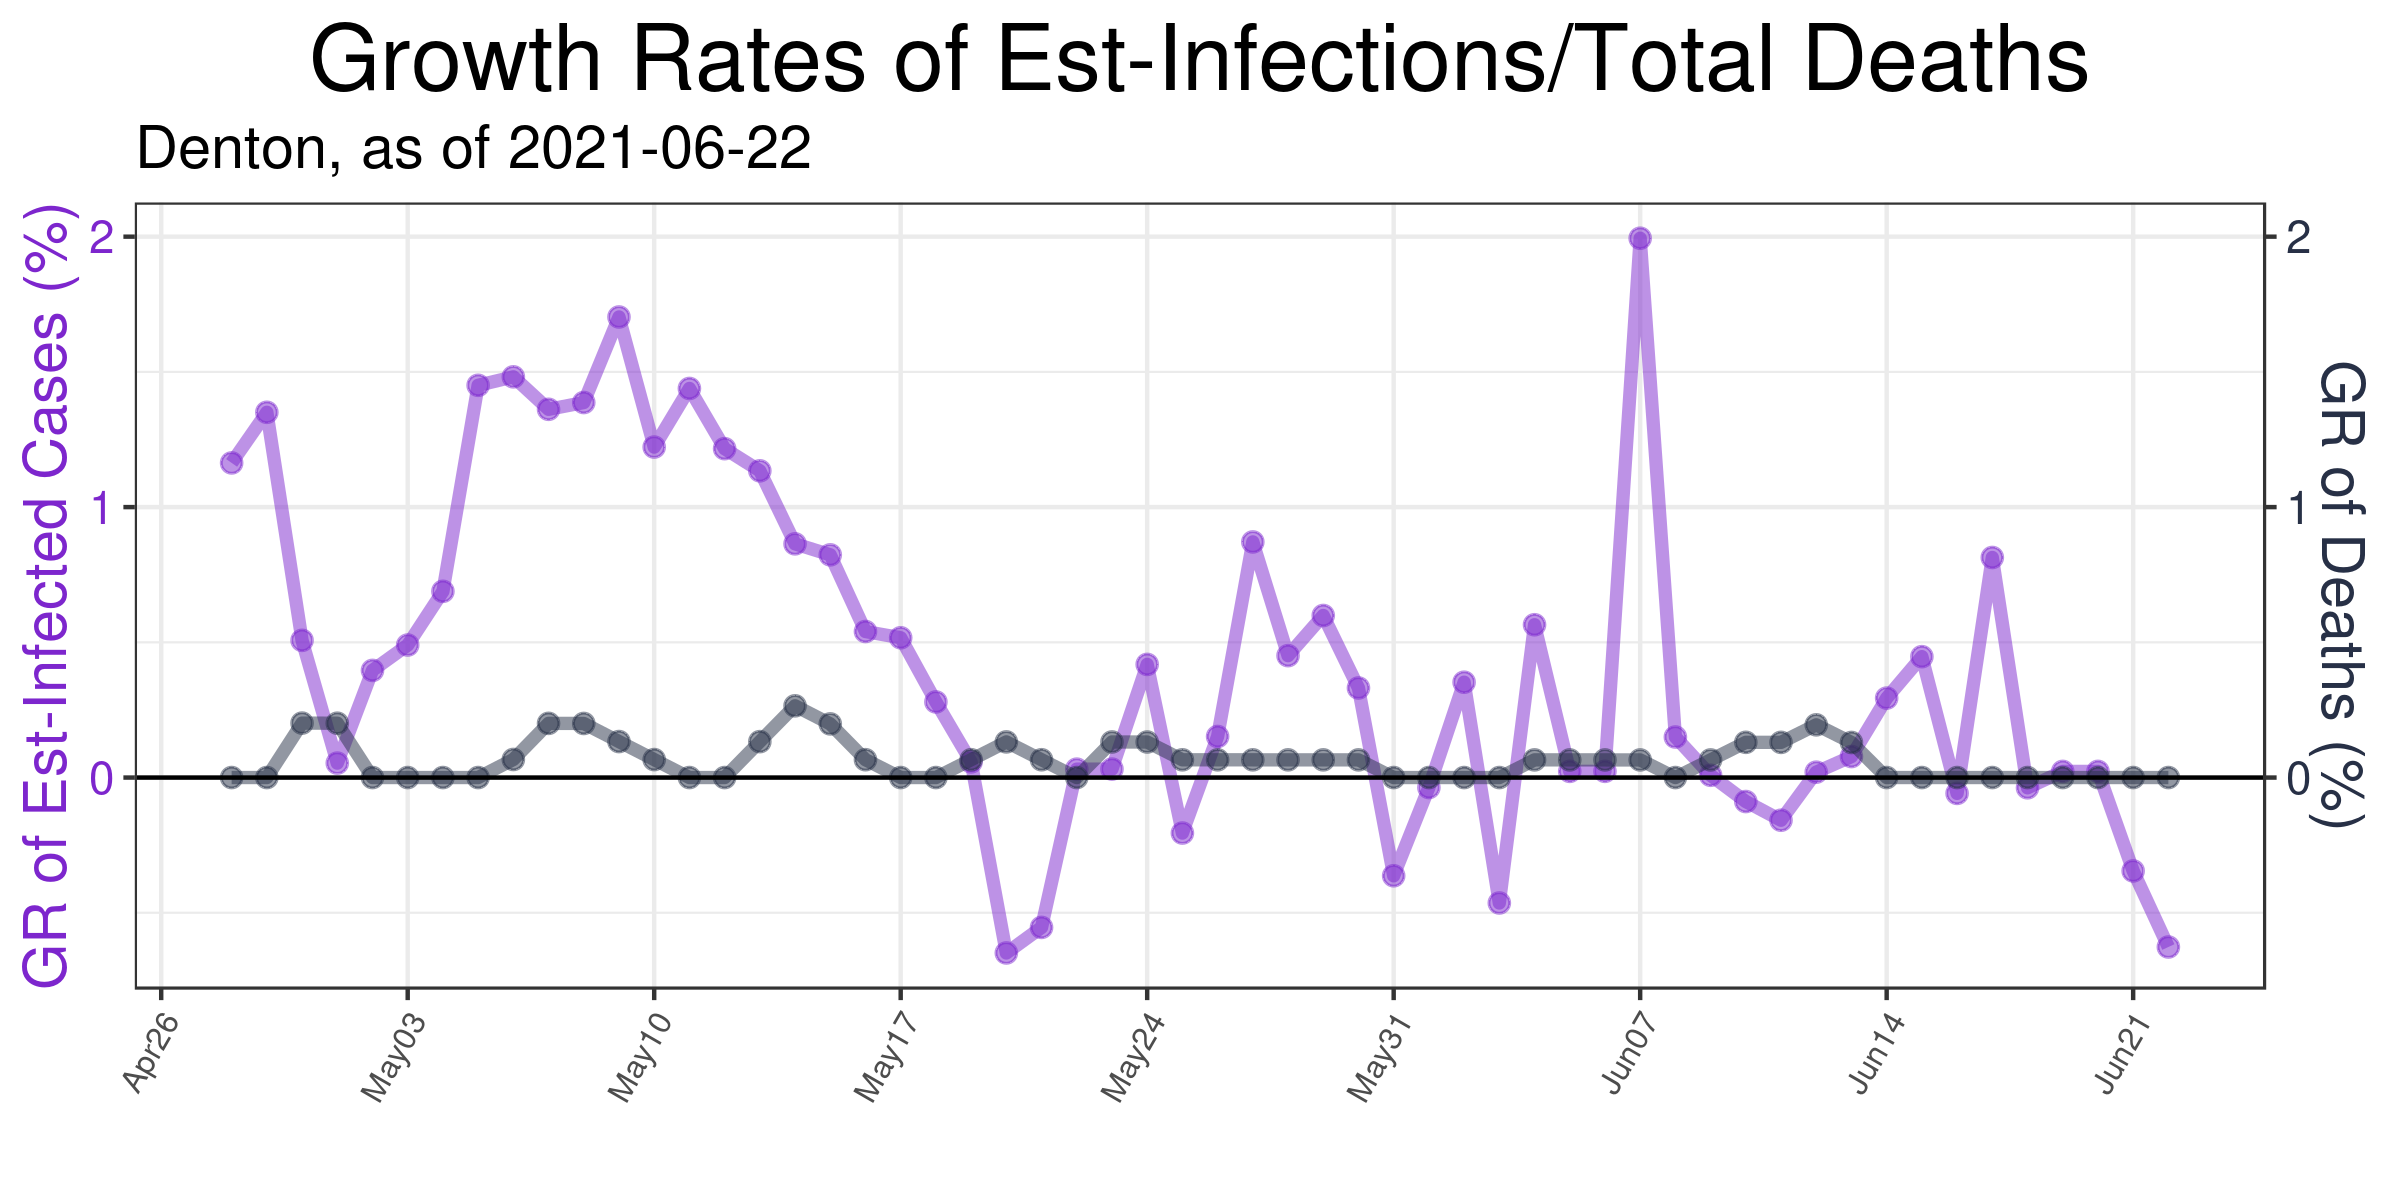 Growth Rates of Est-Infections/Total Deaths
Denton, as of 2021-06-22
GR of Est-Infected Cases (%)
2
1
0
2
1
0
GR of Deaths (%)
Apr26
May03
May10
May17
May24
May31
Jun07
Jun14
Jun21